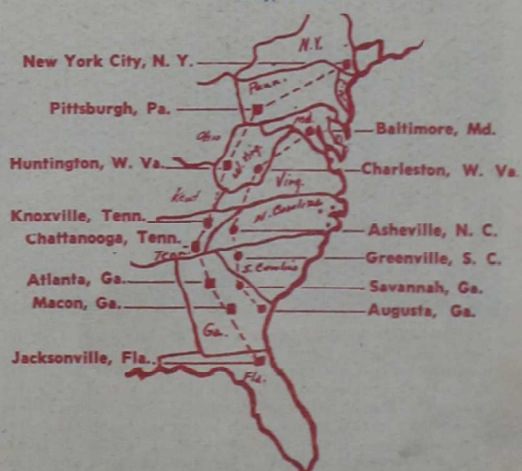 New York City, N. Y.
N.Y.
Penn.
Pittsburgh, Pa.
Md.
Baltimore, Md.
Ohio
Huntington, W. Va.
W. Virg.
Charleston, W. Va.
Virg.
Kent
Knoxville, Tenn.
N. Carolina
Chattanooga, Tenn.
Asheville, N. C.
Tenn.
Greenville, S. C.
S. Carolina
Atlanta, Ga.
Savannah, Ga.
Macon, Ga.
Augusta, Ga.
Ga.
Jacksonville, Fla.
Fla.